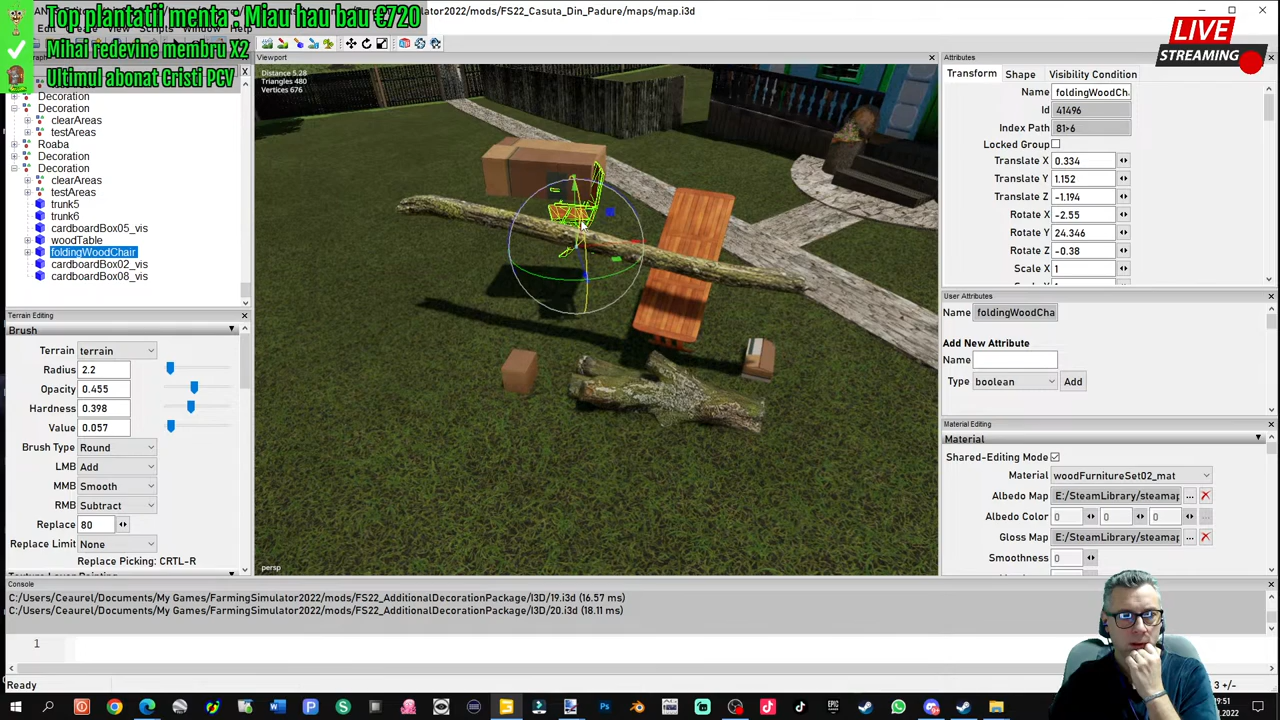 Top plantatii menta . Miau hau bau €720
Mihai redevine membru X2
Ultimul abonat Cristi PCV
ator2022/mods/FS22_Casuta_Din_Padure/maps/map.i3d
LIVE
STREAMING
Viewport
Distance 5.28
Triangles 480
Vertices 676
persp
Decoration
Decoration
clearAreas
testAreas
Roaba
Decoration
Decoration
clearAreas
testAreas
trunk5
trunk6
cardboardBox05_vis
woodTable
foldingWoodChair
cardboardBox02_vis
cardboardBox08_vis
Terrain Editing
Brush
Terrain terrain
Radius 2.2
Opacity 0.455
Hardness 0.398
Value 0.057
Brush Type Round
LMB Add
MMB Smooth
RMB Subtract
Replace 80
Replace Limit None
Replace Picking: CRTL-R
Attributes
Transform Shape Visibility Condition
Name foldingWoodCh
Id 41496
Index Path 81>6
Locked Group
Translate X 0.334
Translate Y 1.152
Translate Z -1.194
Rotate X -2.55
Rotate Y 24.346
Rotate Z -0.38
Scale X 1
User Attributes
Name foldingWoodCha
Add New Attribute
Name
Type boolean Add
Material Editing
Material
Shared-Editing Mode
Material woodFurnitureSet02_mat
Albedo Map E:/SteamLibrary/steamap ...
Albedo Color 0 0 0
Gloss Map E:/SteamLibrary/steamap ...
Smoothness 0
Console
C:/Users/Ceaurel/Documents/My Games/FarmingSimulator2022/mods/FS22_AdditionalDecorationPackage/I3D/19.i3d (16.57 ms)
C:/Users/Ceaurel/Documents/My Games/FarmingSimulator2022/mods/FS22_AdditionalDecorationPackage/I3D/20.i3d (18.11 ms)
1
Ready
3 +/-